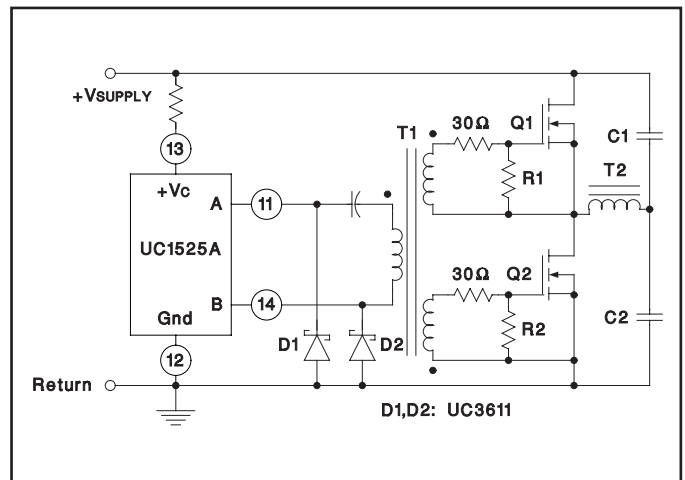 +VSUPPLY
13
+VC
A
11
UC1525A
B
14
Gnd
12
Return
D1
D2
T1
30Ω
Q1
R1
C1
T2
30Ω
Q2
R2
C2
D1,D2: UC3611